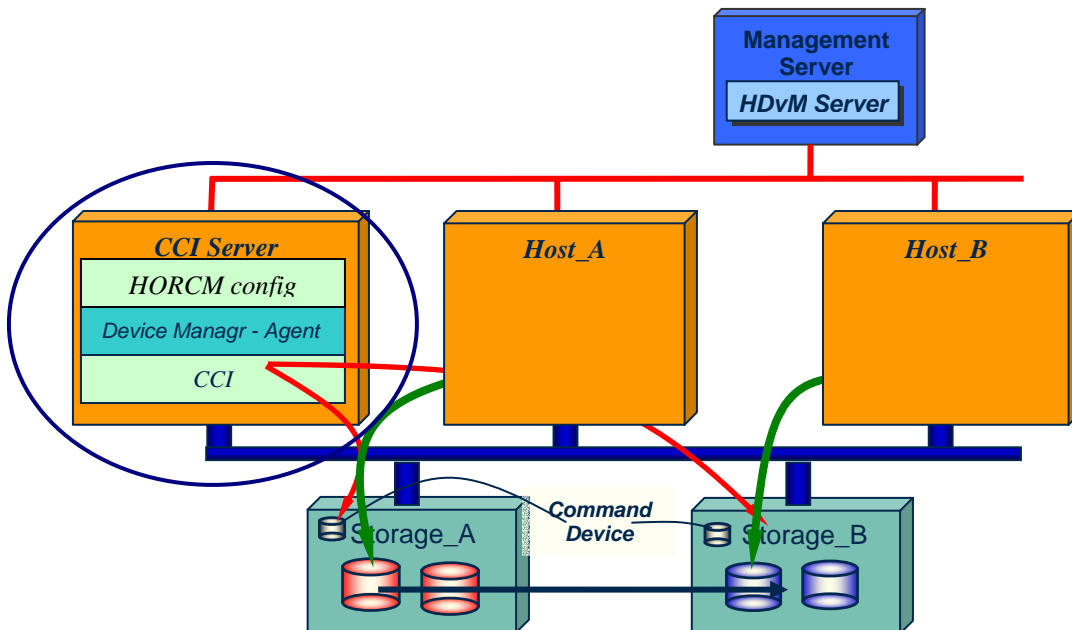 Management
Server
HDvM Server
CCI Server
HORCM config
Device Managr - Agent
CCI
Host_A
Host_B
Command
Device
Storage_A
Storage_B